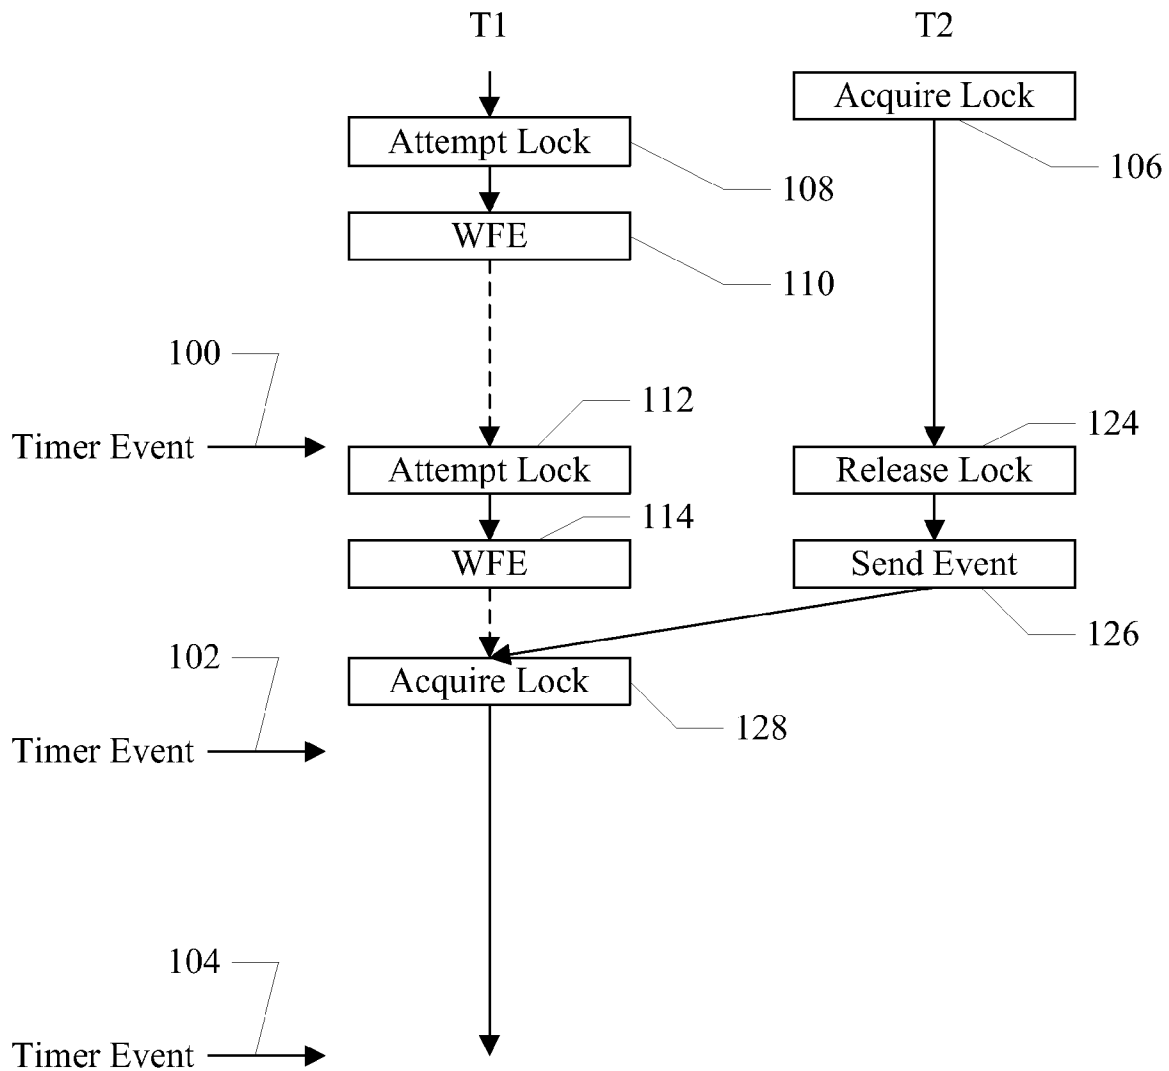 T1
T2
Acquire Lock
Attempt Lock
106
108
WFE
110
100
112
124
Timer Event
Attempt Lock
Release Lock
114
WFE
Send Event
126
102
Acquire Lock
128
Timer Event
104
Timer Event